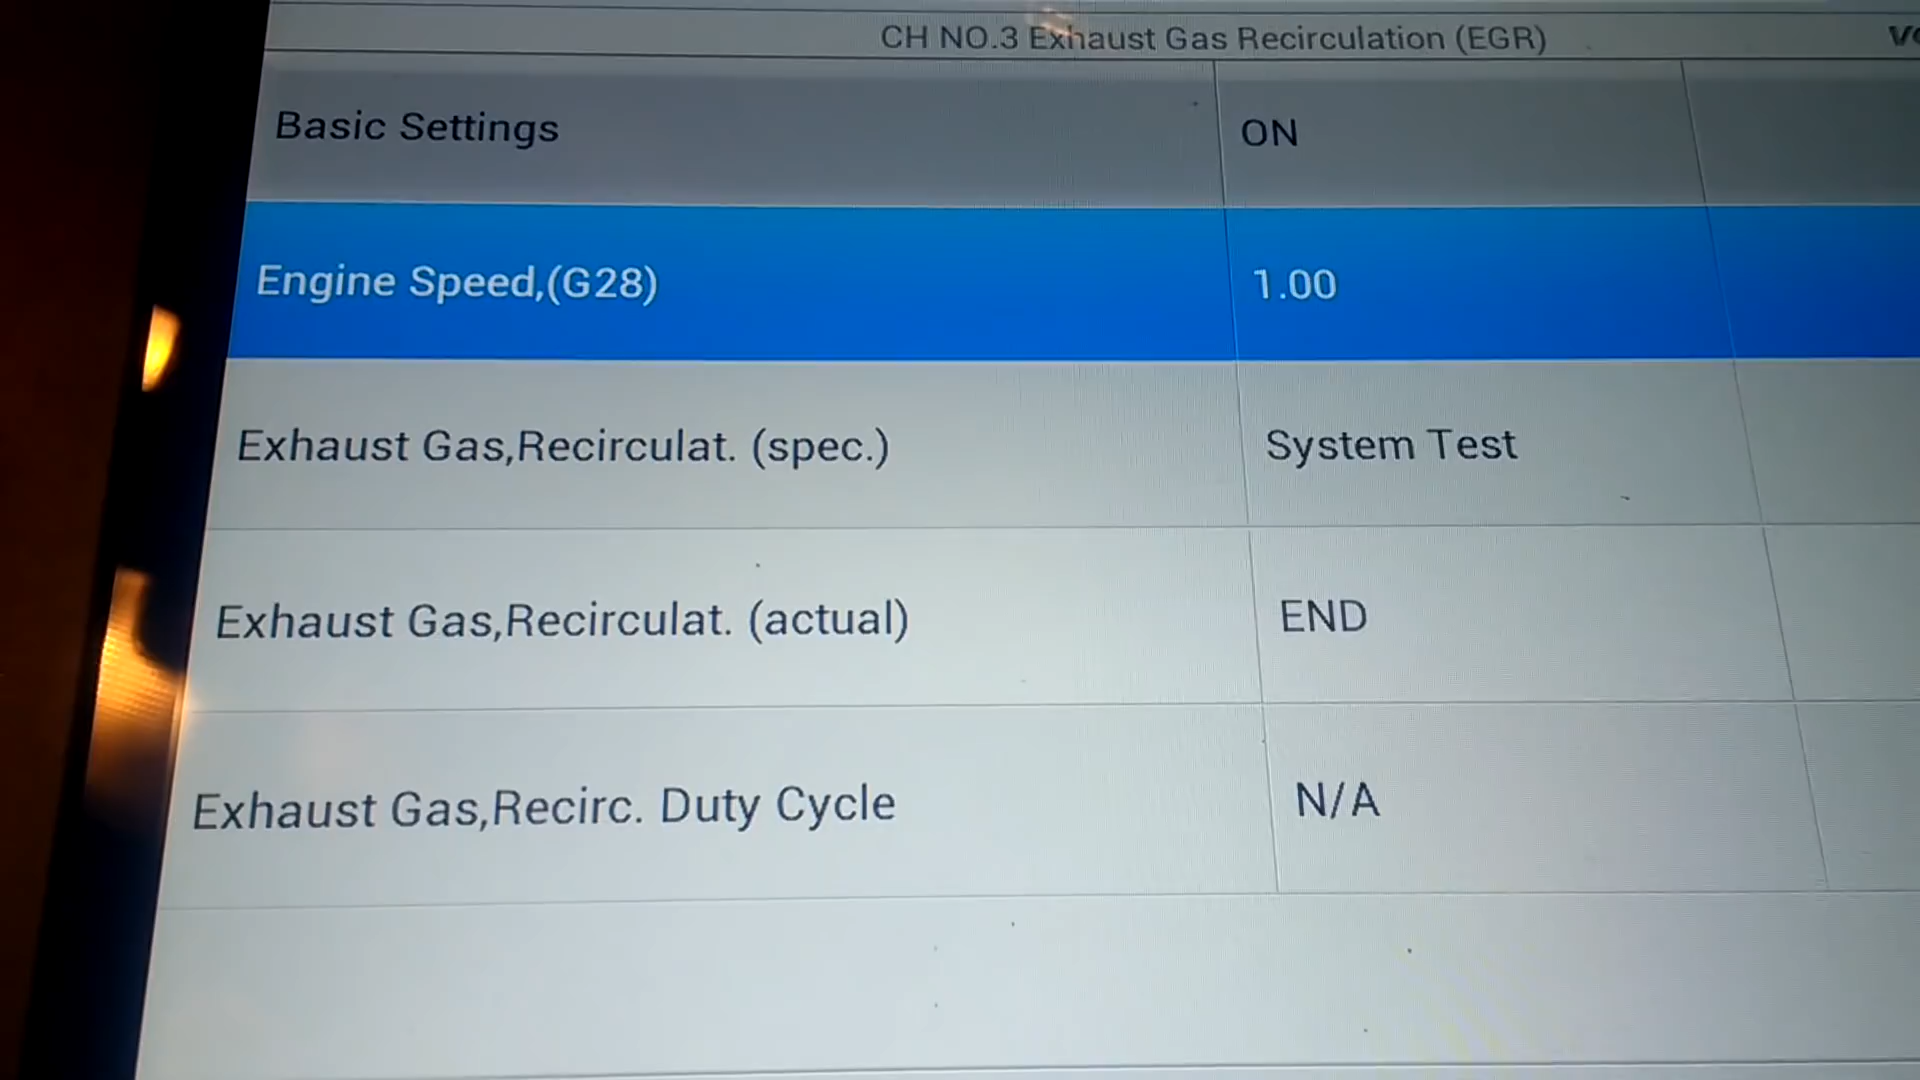 CH NO.3 Exhaust Gas Recirculation (EGR)
Basic Settings ON
Engine Speed,(G28) 1.00
Exhaust Gas,Recirculat. (spec.) System Test
Exhaust Gas,Recirculat. (actual) END
Exhaust Gas,Recirc. Duty Cycle N/A